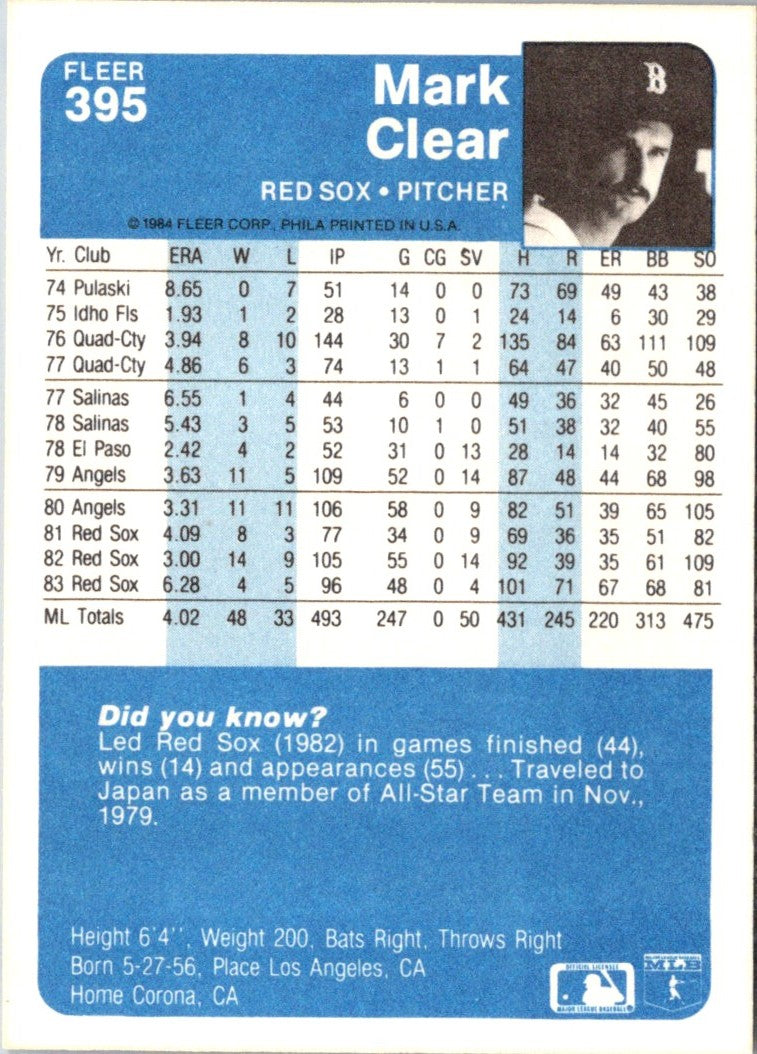 FLEER
395
Mark
Clear
B
RED SOX • PITCHER
© 1984 FLEER CORP., PHILA PRINTED IN U.S.A.
Yr. Club ERA W L IP G CG SV H R ER BB SO
74 Pulaski 8.65 0 7 51 14 0 0 73 69 49 43 38
75 Idho Fls 1.93 1 2 28 13 0 1 24 14 6 30 29
76 Quad-Cty 3.94 8 10 144 30 7 2 135 84 63 111 109
77 Quad-Cty 4.86 6 3 74 13 1 1 64 47 40 50 48
77 Salinas 6.55 1 4 44 6 0 0 49 36 32 45 26
78 Salinas 5.43 3 5 53 10 1 0 51 38 32 40 55
78 El Paso 2.42 4 2 52 31 0 13 28 14 14 32 80
79 Angels 3.63 11 5 109 52 0 14 87 48 44 68 98
80 Angels 3.31 11 11 106 58 0 9 82 51 39 65 105
81 Red Sox 4.09 8 3 77 34 0 9 69 36 35 51 82
82 Red Sox 3.00 14 9 105 55 0 14 92 39 35 61 109
83 Red Sox 6.28 4 5 96 48 0 4 101 71 67 68 81
ML Totals 4.02 48 33 493 247 0 50 431 245 220 313 475
Did you know?
Led Red Sox (1982) in games finished (44),
wins (14) and appearances (55) . . . Traveled to
Japan as a member of All-Star Team in Nov.,
1979.
Height 6'4'', Weight 200, Bats Right, Throws Right
Born 5-27-56, Place Los Angeles, CA
Home Corona, CA
OFFICIAL LICENSEE
MAJOR LEAGUE BASEBALL
MLB